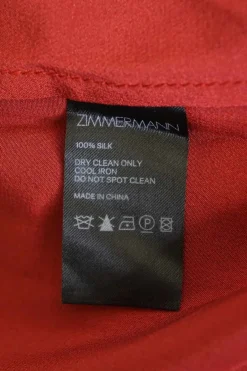 ZIMMERMANN
100% SILK
DRY CLEAN ONLY
COOL IRON
DO NOT SPOT CLEAN
MADE IN CHINA